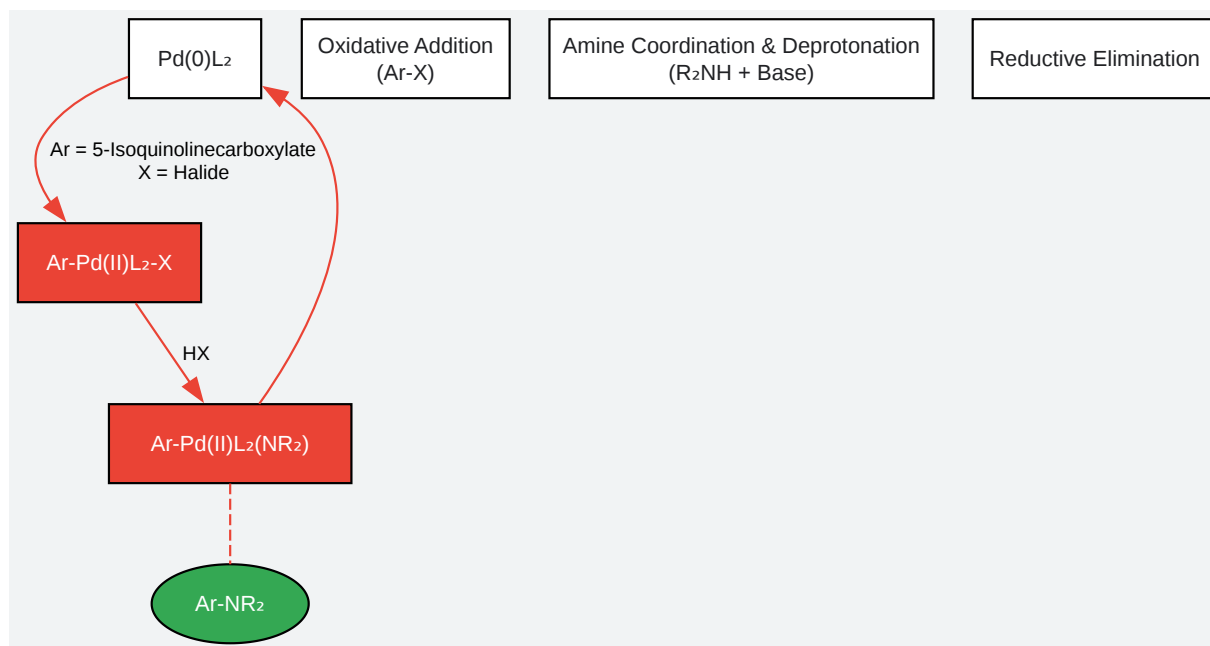 Pd(0)L₂
Oxidative Addition
(Ar-X)
Amine Coordination & Deprotonation
(R₂NH + Base)
Reductive Elimination
Ar = 5-Isoquinolinecarboxylate
X = Halide
Ar-Pd(II)L₂-X
HX
Ar-Pd(II)L₂(NR₂)
Ar-NR₂